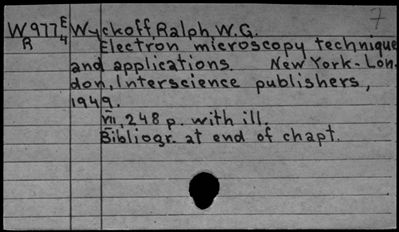 7
W977 E Wyckoff, Ralph, W.G.
R 4 Electron microscopy technique
and applications New York - Lon-
don, Interscience publishers,
1949.
VII, 248 p. with ill.
Bibliogr. at end of chapt.